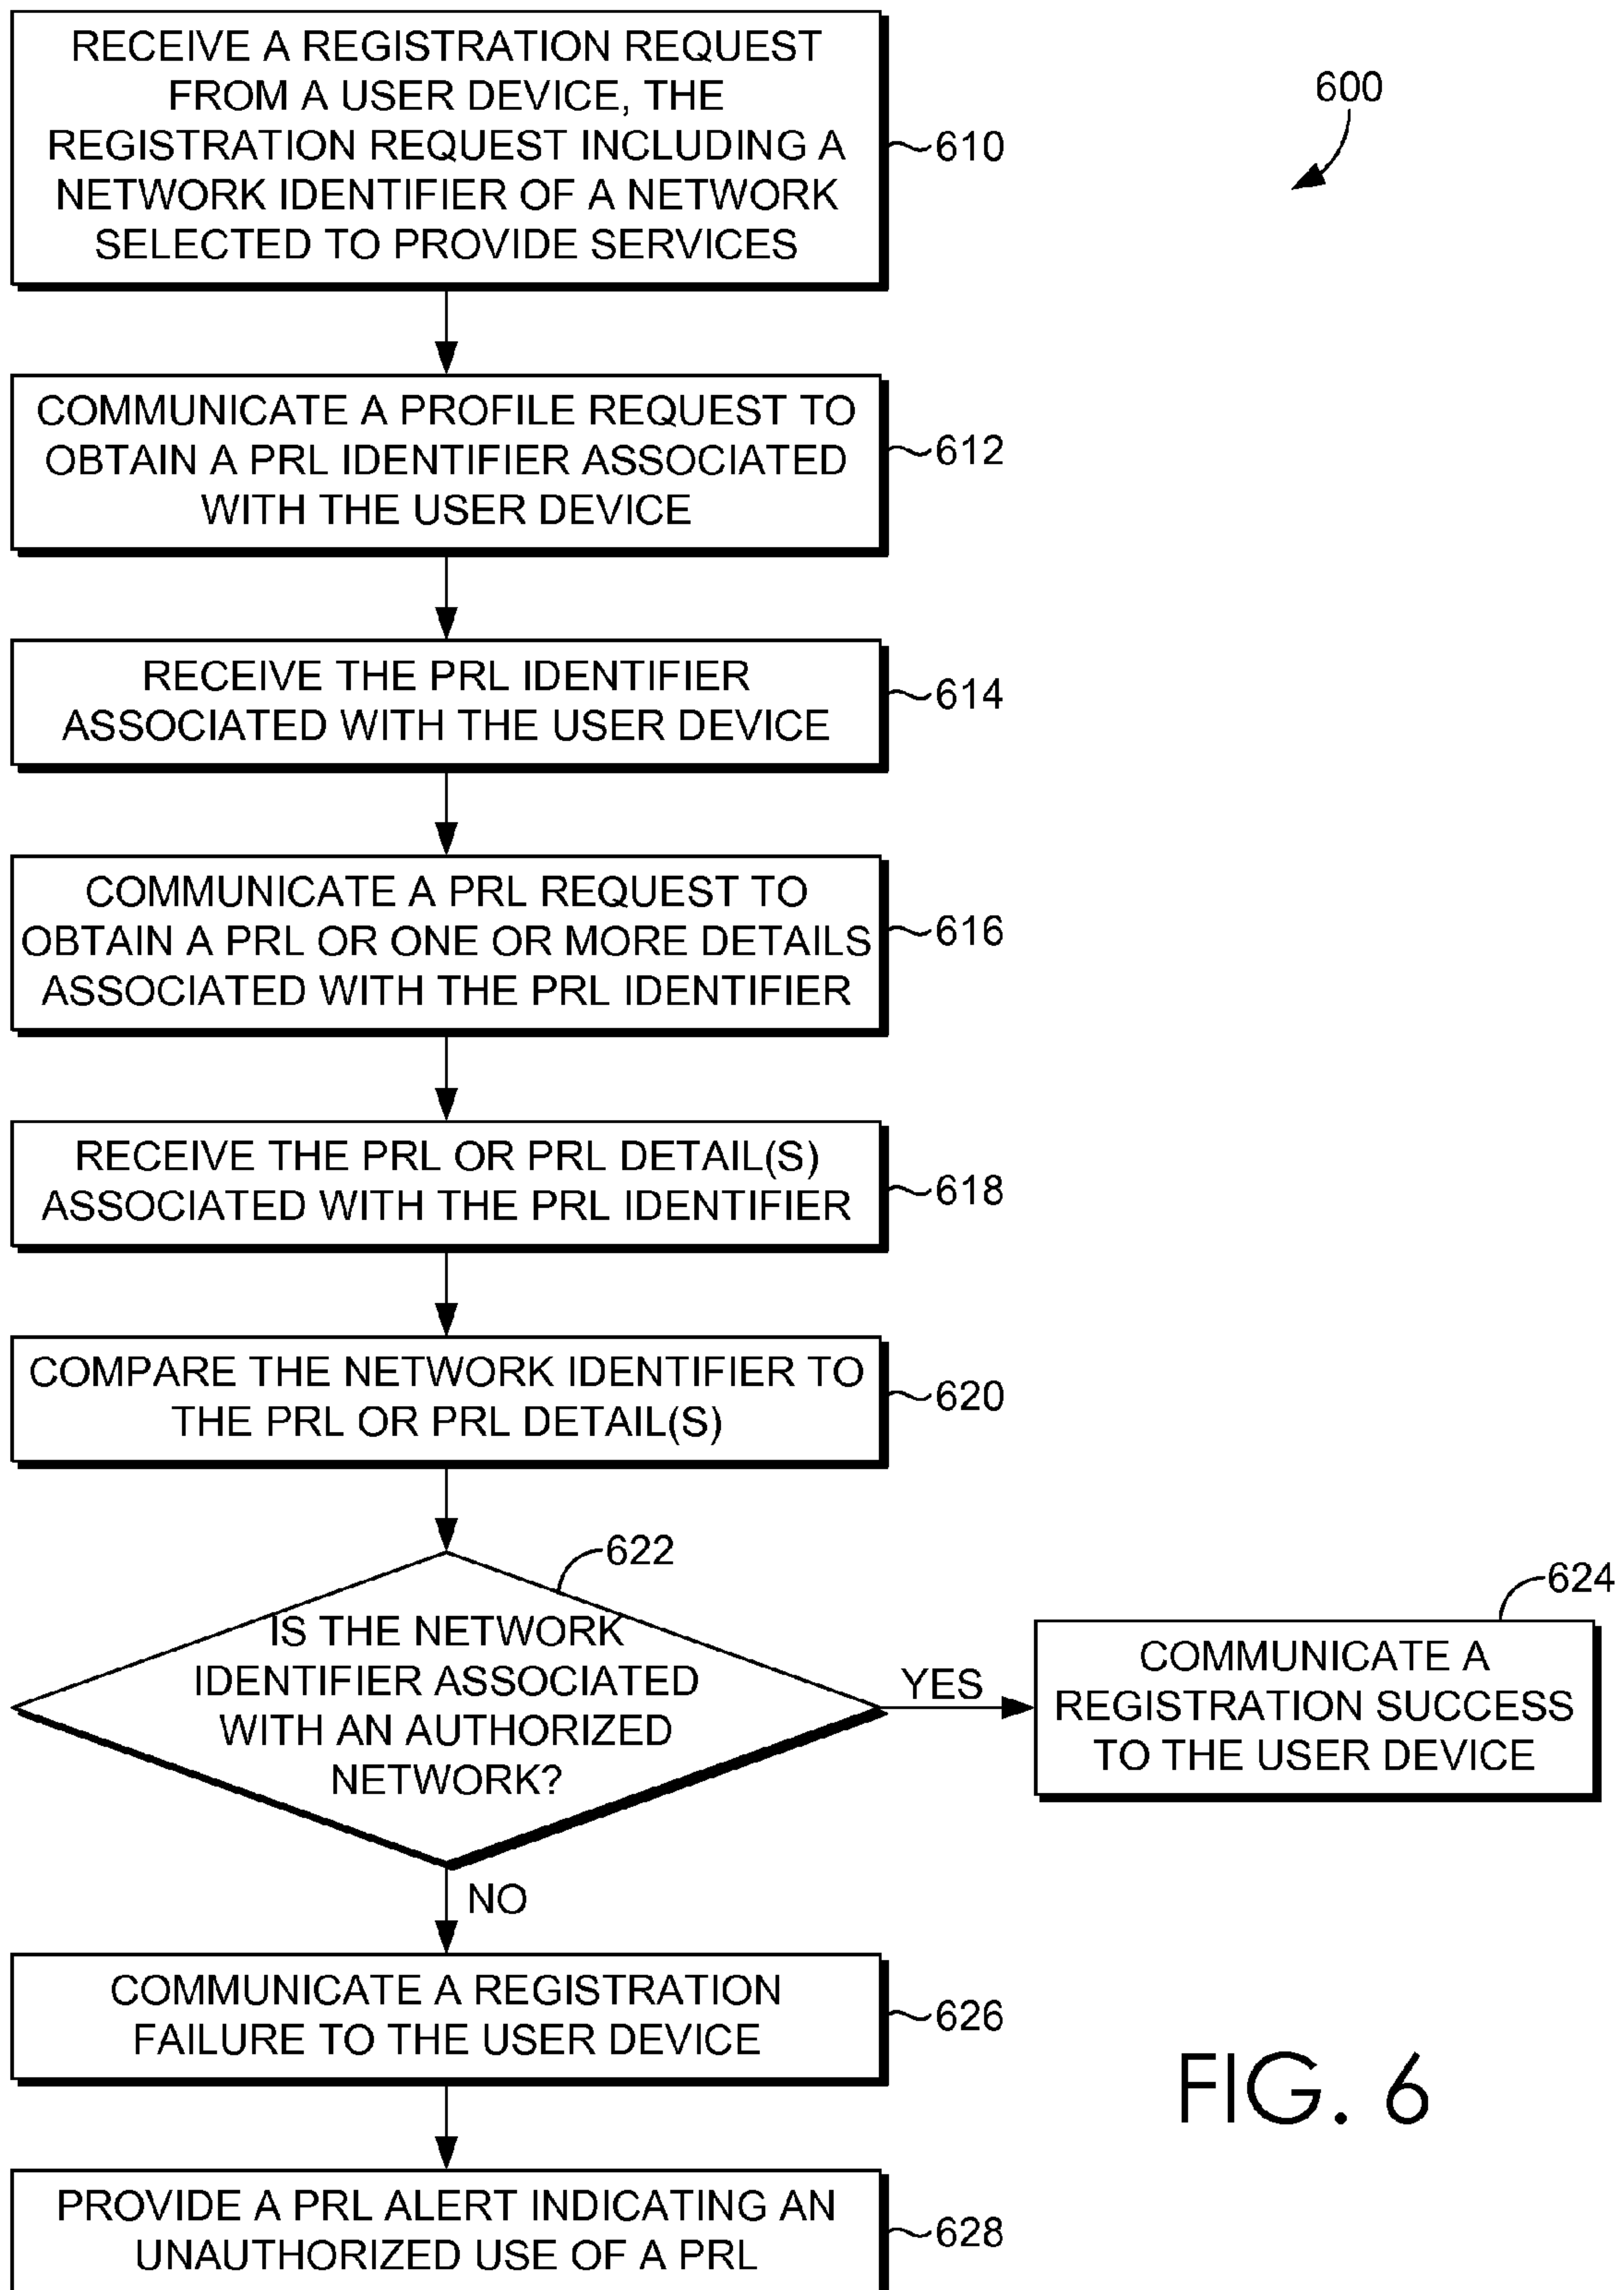 RECEIVE A REGISTRATION REQUEST
FROM A USER DEVICE, THE
REGISTRATION REQUEST INCLUDING A
NETWORK IDENTIFIER OF A NETWORK
SELECTED TO PROVIDE SERVICES
610
600
COMMUNICATE A PROFILE REQUEST TO
OBTAIN A PRL IDENTIFIER ASSOCIATED
WITH THE USER DEVICE
612
RECEIVE THE PRL IDENTIFIER
ASSOCIATED WITH THE USER DEVICE
614
COMMUNICATE A PRL REQUEST TO
OBTAIN A PRL OR ONE OR MORE DETAILS
ASSOCIATED WITH THE PRL IDENTIFIER
616
RECEIVE THE PRL OR PRL DETAIL(S)
ASSOCIATED WITH THE PRL IDENTIFIER
618
COMPARE THE NETWORK IDENTIFIER TO
THE PRL OR PRL DETAIL(S)
620
622
IS THE NETWORK
IDENTIFIER ASSOCIATED
WITH AN AUTHORIZED
NETWORK?
YES
624
COMMUNICATE A
REGISTRATION SUCCESS
TO THE USER DEVICE
NO
COMMUNICATE A REGISTRATION
FAILURE TO THE USER DEVICE
626
PROVIDE A PRL ALERT INDICATING AN
UNAUTHORIZED USE OF A PRL
628
FIG. 6